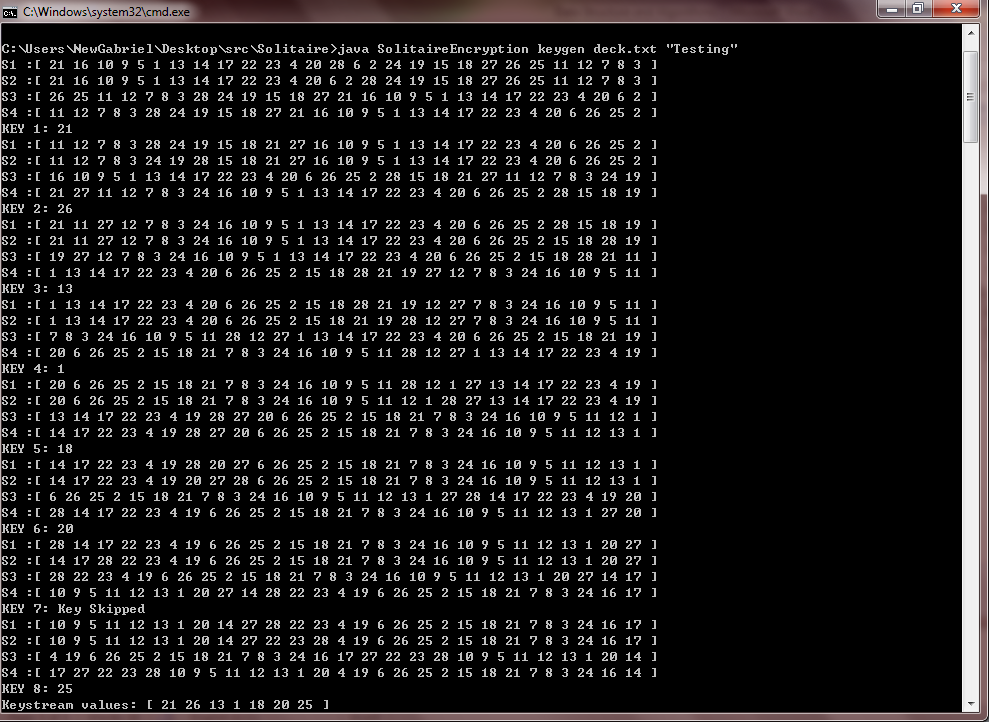 C:\Windows\system32\cmd.exe
C:\Users\NewGabriel\Desktop\src\Solitaire>java SolitaireEncryption keygen deck.txt "Testing"
S1 :[ 21 16 10 9 5 1 13 14 17 22 23 4 20 28 6 2 24 19 15 18 27 26 25 11 12 7 8 3 ]
S2 :[ 21 16 10 9 5 1 13 14 17 22 23 4 20 6 2 28 24 19 15 18 27 26 25 11 12 7 8 3 ]
S3 :[ 26 25 11 12 7 8 3 28 24 19 15 18 27 21 16 10 9 5 1 13 14 17 22 23 4 20 6 2 ]
S4 :[ 11 12 7 8 3 28 24 19 15 18 27 21 16 10 9 5 1 13 14 17 22 23 4 20 6 26 25 2 ]
KEY 1: 21
S1 :[ 11 12 7 8 3 28 24 19 15 18 21 27 16 10 9 5 1 13 14 17 22 23 4 20 6 26 25 2 ]
S2 :[ 11 12 7 8 3 24 19 28 15 18 21 27 16 10 9 5 1 13 14 17 22 23 4 20 6 26 25 2 ]
S3 :[ 16 10 9 5 1 13 14 17 22 23 4 20 6 26 25 2 28 15 18 21 27 11 12 7 8 3 24 19 ]
S4 :[ 21 27 11 12 7 8 3 24 16 10 9 5 1 13 14 17 22 23 4 20 6 26 25 2 28 15 18 19 ]
KEY 2: 26
S1 :[ 21 11 27 12 7 8 3 24 16 10 9 5 1 13 14 17 22 23 4 20 6 26 25 2 28 15 18 19 ]
S2 :[ 21 11 27 12 7 8 3 24 16 10 9 5 1 13 14 17 22 23 4 20 6 26 25 2 15 18 28 19 ]
S3 :[ 19 27 12 7 8 3 24 16 10 9 5 1 13 14 17 22 23 4 20 6 26 25 2 15 18 28 21 11 ]
S4 :[ 1 13 14 17 22 23 4 20 6 26 25 2 15 18 28 21 19 27 12 7 8 3 24 16 10 9 5 11 ]
KEY 3: 13
S1 :[ 1 13 14 17 22 23 4 20 6 26 25 2 15 18 28 21 19 12 27 7 8 3 24 16 10 9 5 11 ]
S2 :[ 1 13 14 17 22 23 4 20 6 26 25 2 15 18 21 19 28 12 27 7 8 3 24 16 10 9 5 11 ]
S3 :[ 7 8 3 24 16 10 9 5 11 28 12 27 1 13 14 17 22 23 4 20 6 26 25 2 15 18 21 19 ]
S4 :[ 20 6 26 25 2 15 18 21 7 8 3 24 16 10 9 5 11 28 12 27 1 13 14 17 22 23 4 19 ]
KEY 4: 1
S1 :[ 20 6 26 25 2 15 18 21 7 8 3 24 16 10 9 5 11 28 12 1 27 13 14 17 22 23 4 19 ]
S2 :[ 20 6 26 25 2 15 18 21 7 8 3 24 16 10 9 5 11 12 1 28 27 13 14 17 22 23 4 19 ]
S3 :[ 13 14 17 22 23 4 19 28 27 20 6 26 25 2 15 18 21 7 8 3 24 16 10 9 5 11 12 1 ]
S4 :[ 14 17 22 23 4 19 28 27 20 6 26 25 2 15 18 21 7 8 3 24 16 10 9 5 11 12 13 1 ]
KEY 5: 18
S1 :[ 14 17 22 23 4 19 28 20 27 6 26 25 2 15 18 21 7 8 3 24 16 10 9 5 11 12 13 1 ]
S2 :[ 14 17 22 23 4 19 20 27 28 6 26 25 2 15 18 21 7 8 3 24 16 10 9 5 11 12 13 1 ]
S3 :[ 6 26 25 2 15 18 21 7 8 3 24 16 10 9 5 11 12 13 1 27 28 14 17 22 23 4 19 20 ]
S4 :[ 28 14 17 22 23 4 19 6 26 25 2 15 18 21 7 8 3 24 16 10 9 5 11 12 13 1 27 20 ]
KEY 6: 20
S1 :[ 28 14 17 22 23 4 19 6 26 25 2 15 18 21 7 8 3 24 16 10 9 5 11 12 13 1 20 27 ]
S2 :[ 14 17 28 22 23 4 19 6 26 25 2 15 18 21 7 8 3 24 16 10 9 5 11 12 13 1 20 27 ]
S3 :[ 28 22 23 4 19 6 26 25 2 15 18 21 7 8 3 24 16 10 9 5 11 12 13 1 20 27 14 17 ]
S4 :[ 10 9 5 11 12 13 1 20 27 14 28 22 23 4 19 6 26 25 2 15 18 21 7 8 3 24 16 17 ]
KEY 7: Key Skipped
S1 :[ 10 9 5 11 12 13 1 20 14 27 28 22 23 4 19 6 26 25 2 15 18 21 7 8 3 24 16 17 ]
S2 :[ 10 9 5 11 12 13 1 20 14 27 22 23 28 4 19 6 26 25 2 15 18 21 7 8 3 24 16 17 ]
S3 :[ 4 19 6 26 25 2 15 18 21 7 8 3 24 16 17 27 22 23 28 10 9 5 11 12 13 1 20 14 ]
S4 :[ 17 27 22 23 28 10 9 5 11 12 13 1 20 4 19 6 26 25 2 15 18 21 7 8 3 24 16 14 ]
KEY 8: 25
Keystream values: [ 21 26 13 1 18 20 25 ]